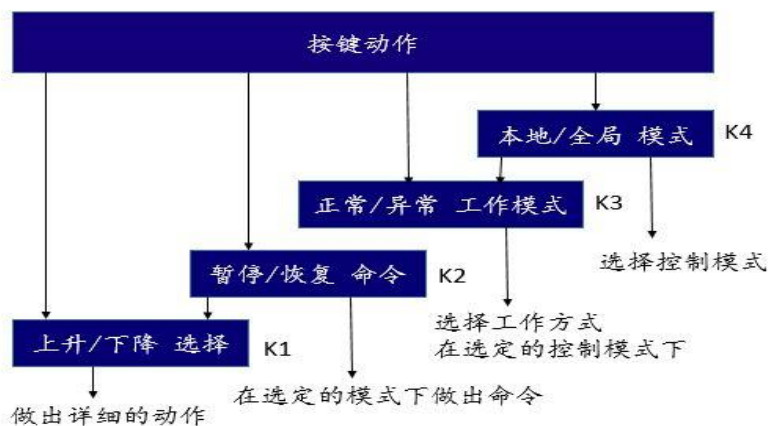 按键动作
本地/全局 模式 K4
正常/异常 工作模式 K3
选择控制模式
暂停/恢复 命令 K2
选择工作方式
在选定的控制模式下
上升/下降 选择 K1
在选定的模式下做出命令
做出详细的动作